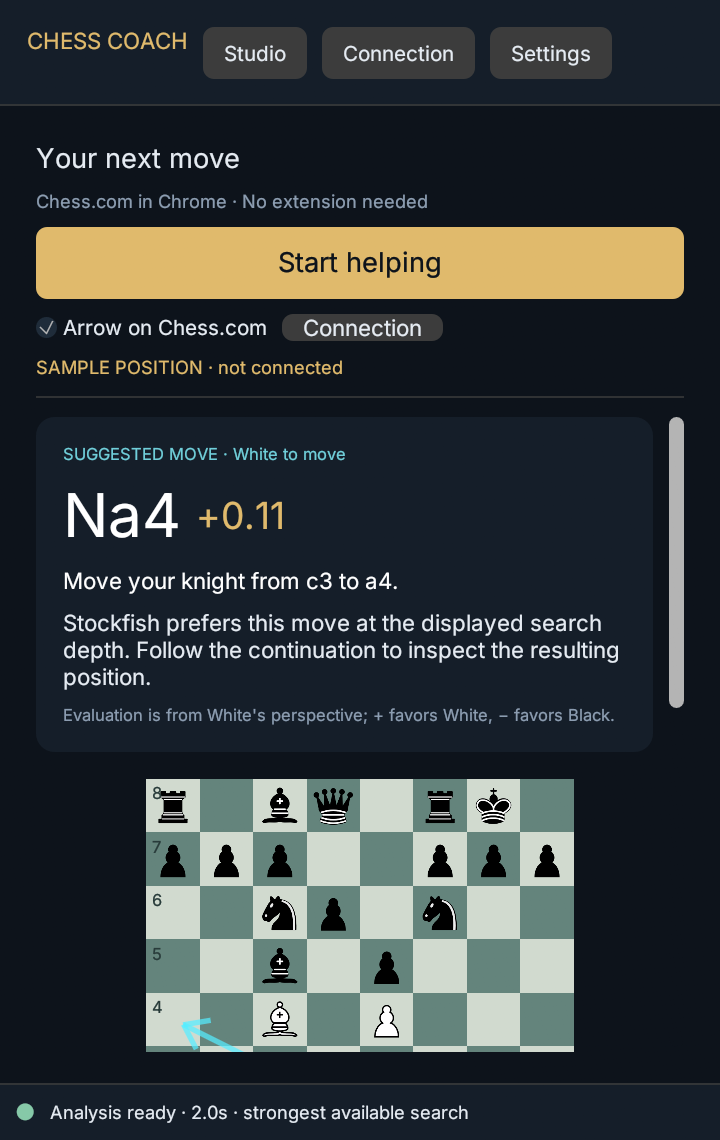 CHESS COACH Studio Connection Settings
Your next move
Chess.com in Chrome · No extension needed
Start helping
Arrow on Chess.com Connection
SAMPLE POSITION · not connected
SUGGESTED MOVE · White to move
Na4 +0.11
Move your knight from c3 to a4.
Stockfish prefers this move at the displayed search
depth. Follow the continuation to inspect the resulting
position.
Evaluation is from White's perspective; + favors White, − favors Black.
8
7
6
5
4
Analysis ready · 2.0s · strongest available search